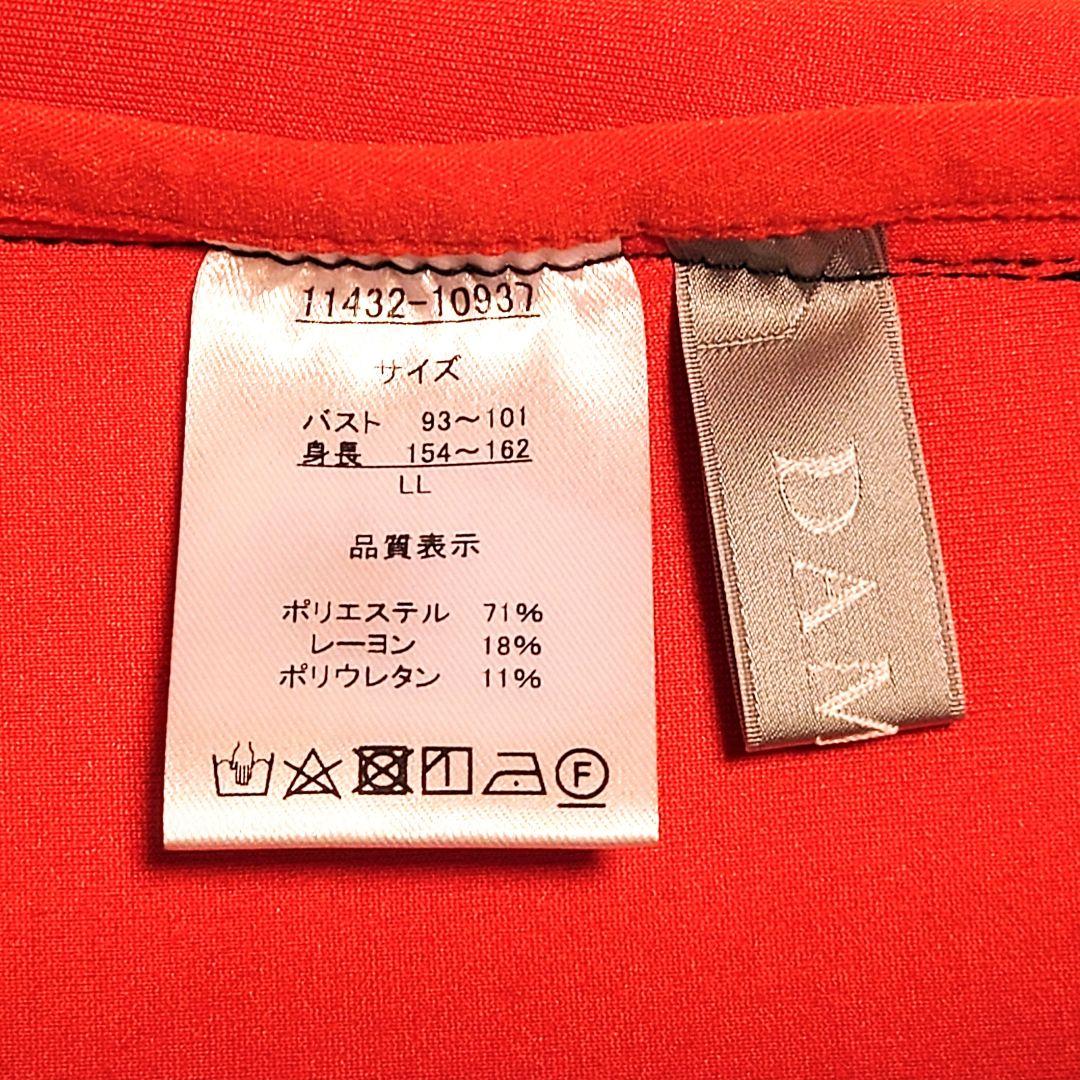 11432-10937
サイズ
バスト 93～101
身長 154～162
LL
品質表示
ポリエステル 71%
レーヨン 18%
ポリウレタン 11%
F
DAM